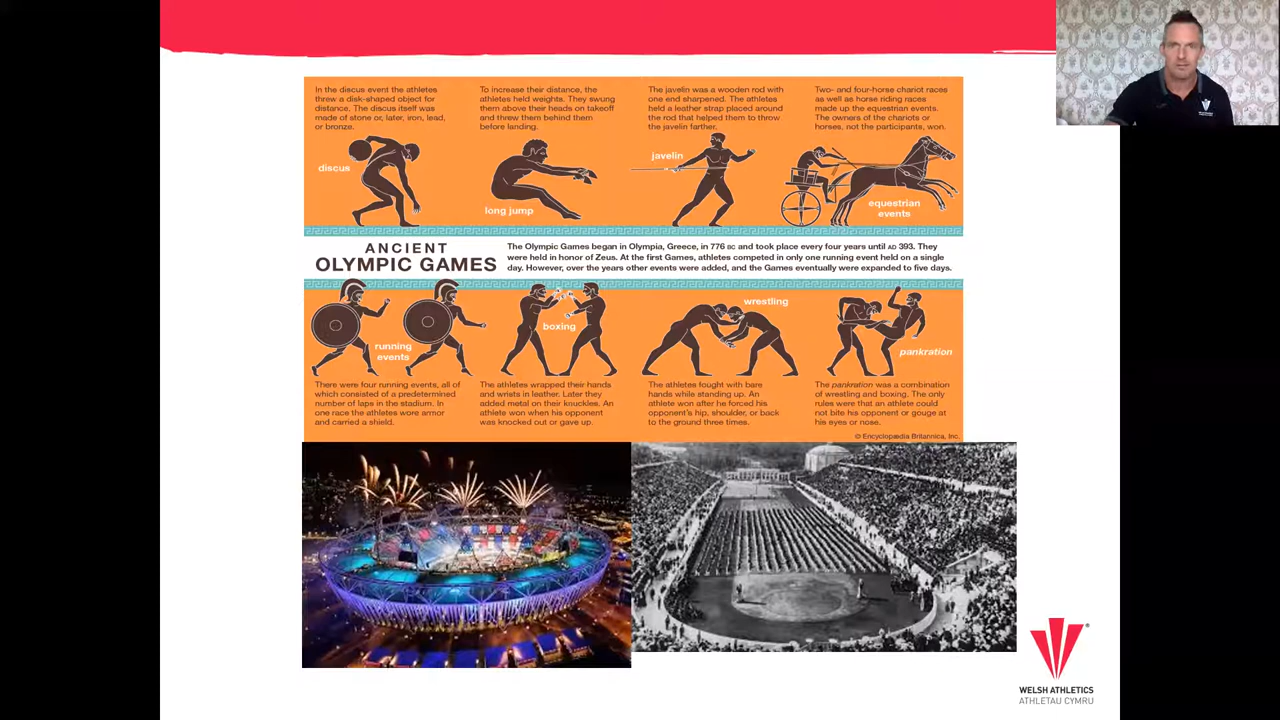 In the discus event the athletes
threw a disk-shaped object for
distance. The discus itself was
made of stone or, later, iron, lead,
or bronze.
discus
To increase their distance, the
athletes held weights. They swung
them above their heads on takeoff
and threw them behind them
before landing.
long jump
The javelin was a wooden rod with
one end sharpened. The athletes
held a leather strap placed around
the rod that helped them to throw
the javelin farther.
javelin
Two- and four-horse chariot races
as well as horse riding races
made up the equestrian events.
The owners of the chariots or
horses, not the participants, won.
equestrian
events
ANCIENT
OLYMPIC GAMES
The Olympic Games began in Olympia, Greece, in 776 BC and took place every four years until AD 393. They
were held in honor of Zeus. At the first Games, athletes competed in only one running event held on a single
day. However, over the years other events were added, and the Games eventually were expanded to five days.
running
events
There were four running events, all of
which consisted of a predetermined
number of laps in the stadium. In
one race the athletes wore armor
and carried a shield.
boxing
The athletes wrapped their hands
and wrists in leather. Later they
added metal on their knuckles. An
athlete won when his opponent
was knocked out or gave up.
wrestling
The athletes fought with bare
hands while standing up. An
athlete won after he forced his
opponent's hip, shoulder, or back
to the ground three times.
pankration
The pankration was a combination
of wrestling and boxing. The only
rules were that an athlete could
not bite his opponent or gouge at
his eyes or nose.
© Encyclopædia Britannica, Inc.
WELSH ATHLETICS
ATHLETAU CYMRU